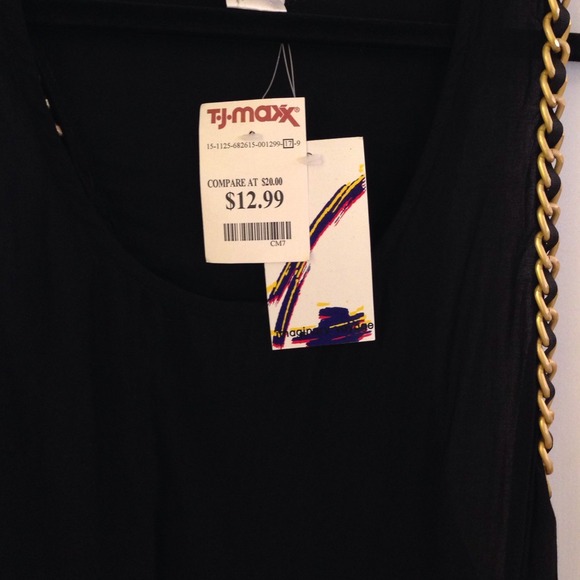 T·J·maxx®
15-1125-682615-001299-17-9
COMPARE AT $20.00
$12.99
CM7